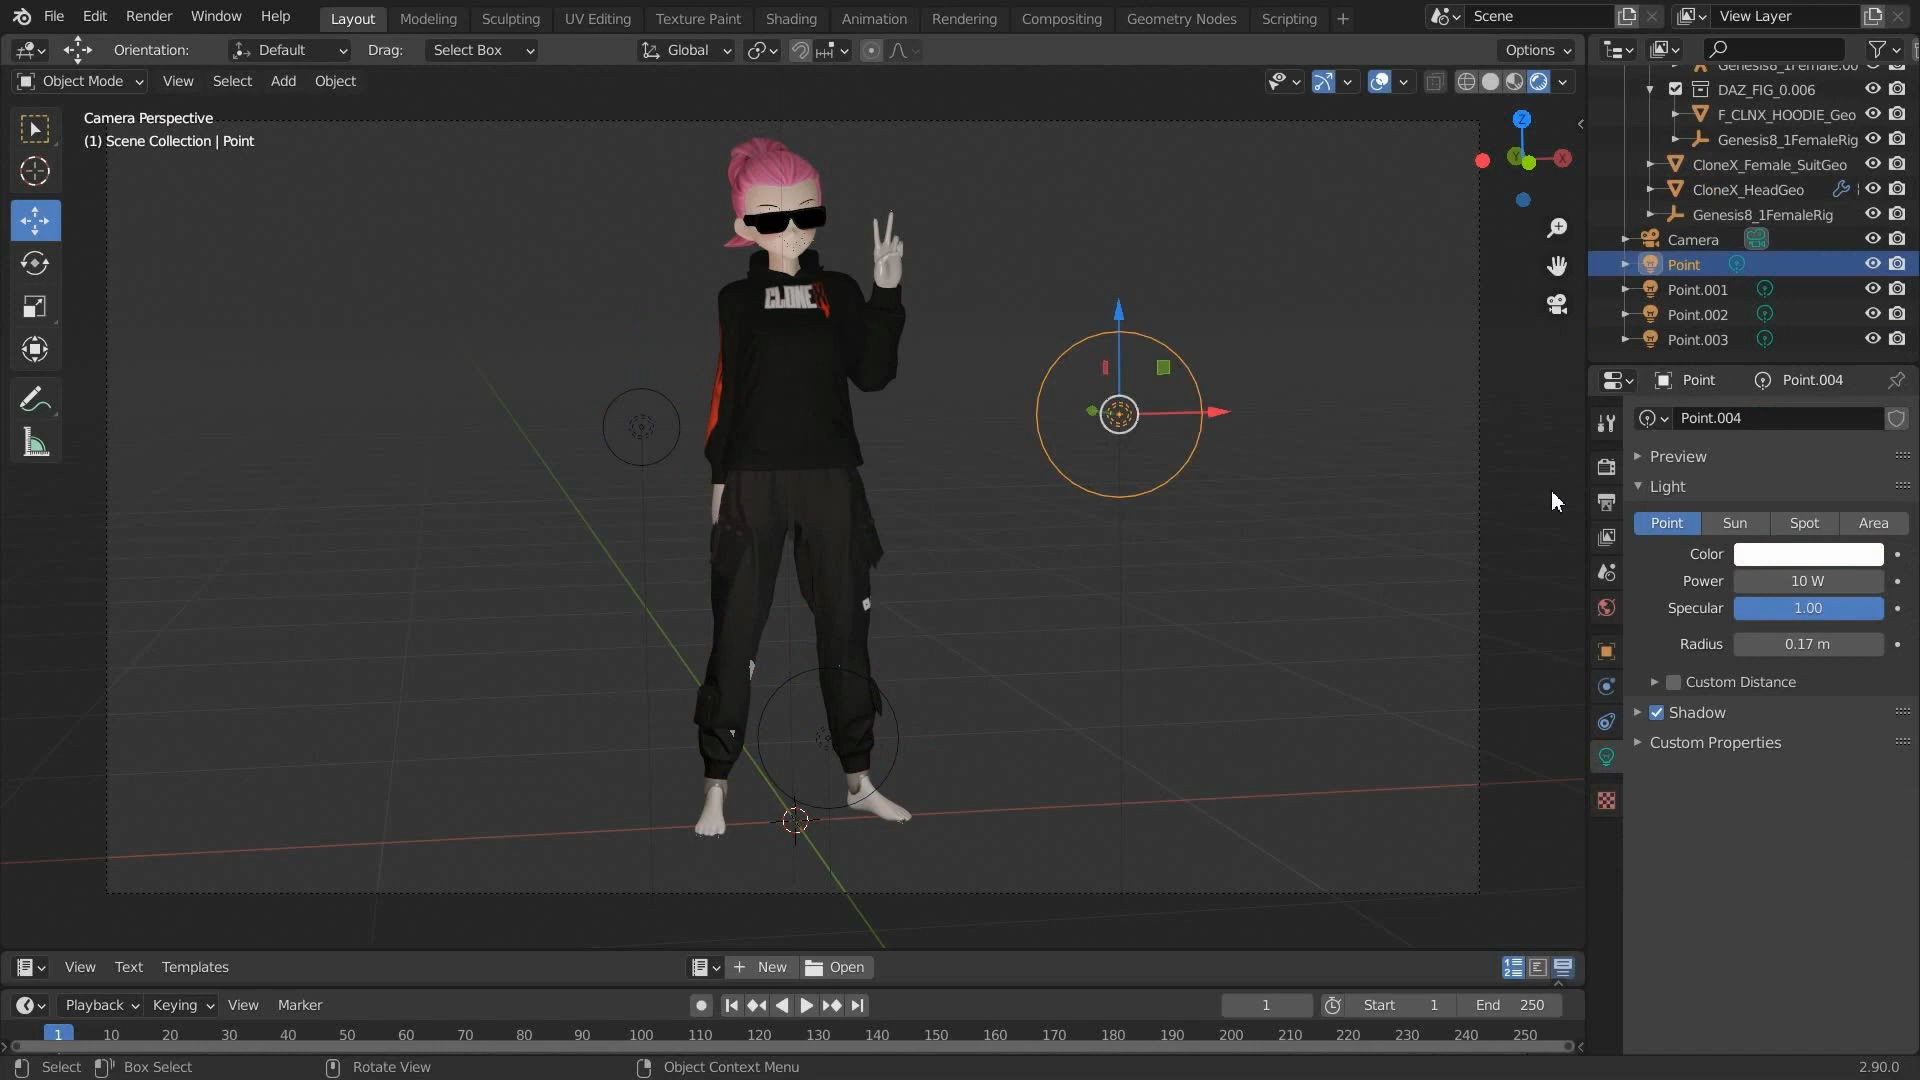 File Edit Render Window Help Layout Modeling Sculpting UV Editing Texture Paint Shading Animation Rendering Compositing Geometry Nodes Scripting + Scene View Layer
Orientation: Default Drag: Select Box Global Options
Object Mode View Select Add Object
Camera Perspective
(1) Scene Collection | Point
Z
Y
X
CLONEX
DAZ_FIG_0.006
F_CLNX_HOODIE_Geo
Genesis8_1FemaleRig
CloneX_Female_SuitGeo
CloneX_HeadGeo
Genesis8_1FemaleRig
Camera
Point
Point.001
Point.002
Point.003
Point Point.004
Point.004
Preview
Light
Point Sun Spot Area
Color
Power 10 W
Specular 1.00
Radius 0.17 m
Custom Distance
Shadow
Custom Properties
View Text Templates + New Open
Playback Keying View Marker 1 Start 1 End 250
1 10 20 30 40 50 60 70 80 90 100 110 120 130 140 150 160 170 180 190 200 210 220 230 240 250
Select Box Select Rotate View Object Context Menu 2.90.0